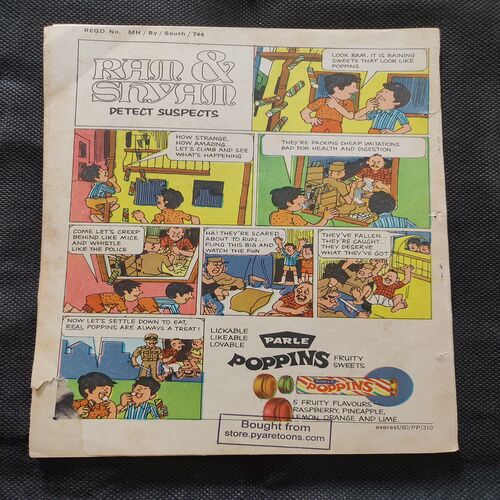 REGD No. MH / By / South / 744
RAM &
SHYAM
DETECT SUSPECTS
LOOK RAM, IT IS RAINING
SWEETS THAT LOOK LIKE
POPPINS
HOW STRANGE,
HOW AMAZING.
LET'S CLIMB AND SEE
WHAT'S HAPPENING
THEY'RE PACKING CHEAP IMITATIONS
BAD FOR HEALTH AND DIGESTION.
COME LET'S CREEP
BEHIND LIKE MICE
AND WHISTLE
LIKE THE POLICE
HA! THEY'RE SCARED..
ABOUT TO RUN...
FLING THIS BIG AND
WATCH THE FUN
THEY'VE FALLEN.
THEY'RE CAUGHT...
THEY DESERVE
WHAT THEY'VE GOT
NOW LET'S SETTLE DOWN TO EAT,
REAL POPPINS ARE ALWAYS A TREAT!
LICKABLE
LIKEABLE
LOVABLE
PARLE
POPPINS
FRUITY
SWEETS
POPPINS
5 FRUITY FLAVOURS
RASPBERRY, PINEAPPLE,
LEMON, ORANGE AND LIME.
everest/80/PP/310
Bought from
store.pyaretoons.com